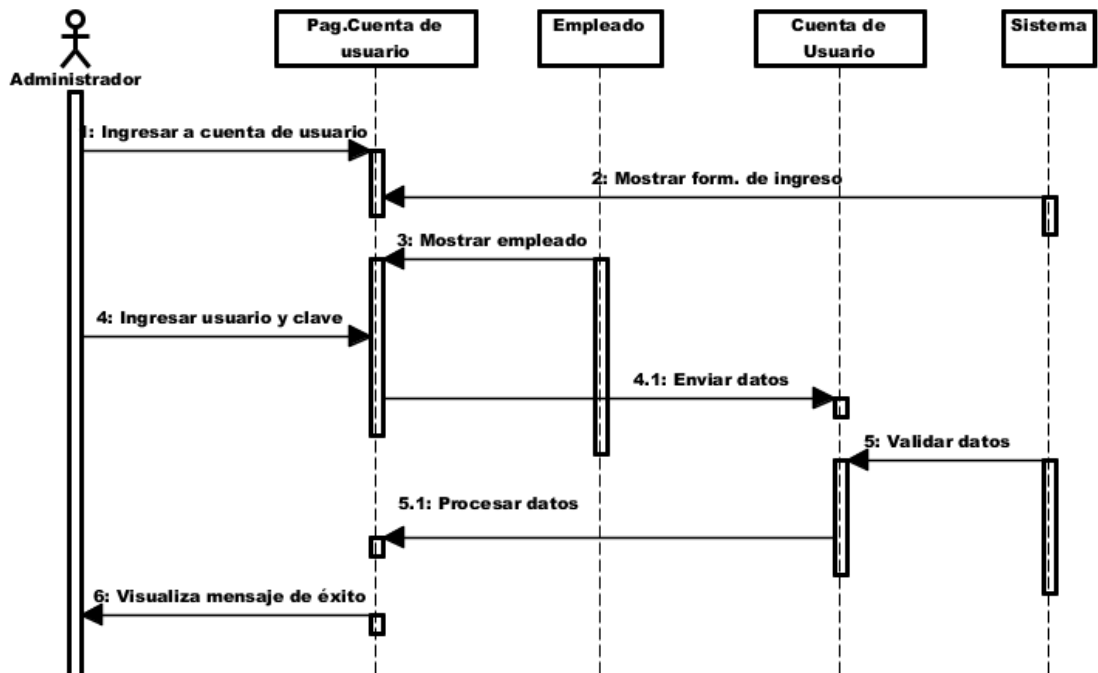 Pag.Cuenta de
usuario
Empleado
Cuenta de
Usuario
Sistema
Administrador
1: Ingresar a cuenta de usuario
2: Mostrar form. de ingreso
3: Mostrar empleado
4: Ingresar usuario y clave
4.1: Enviar datos
5: Validar datos
5.1: Procesar datos
6: Visualiza mensaje de éxito